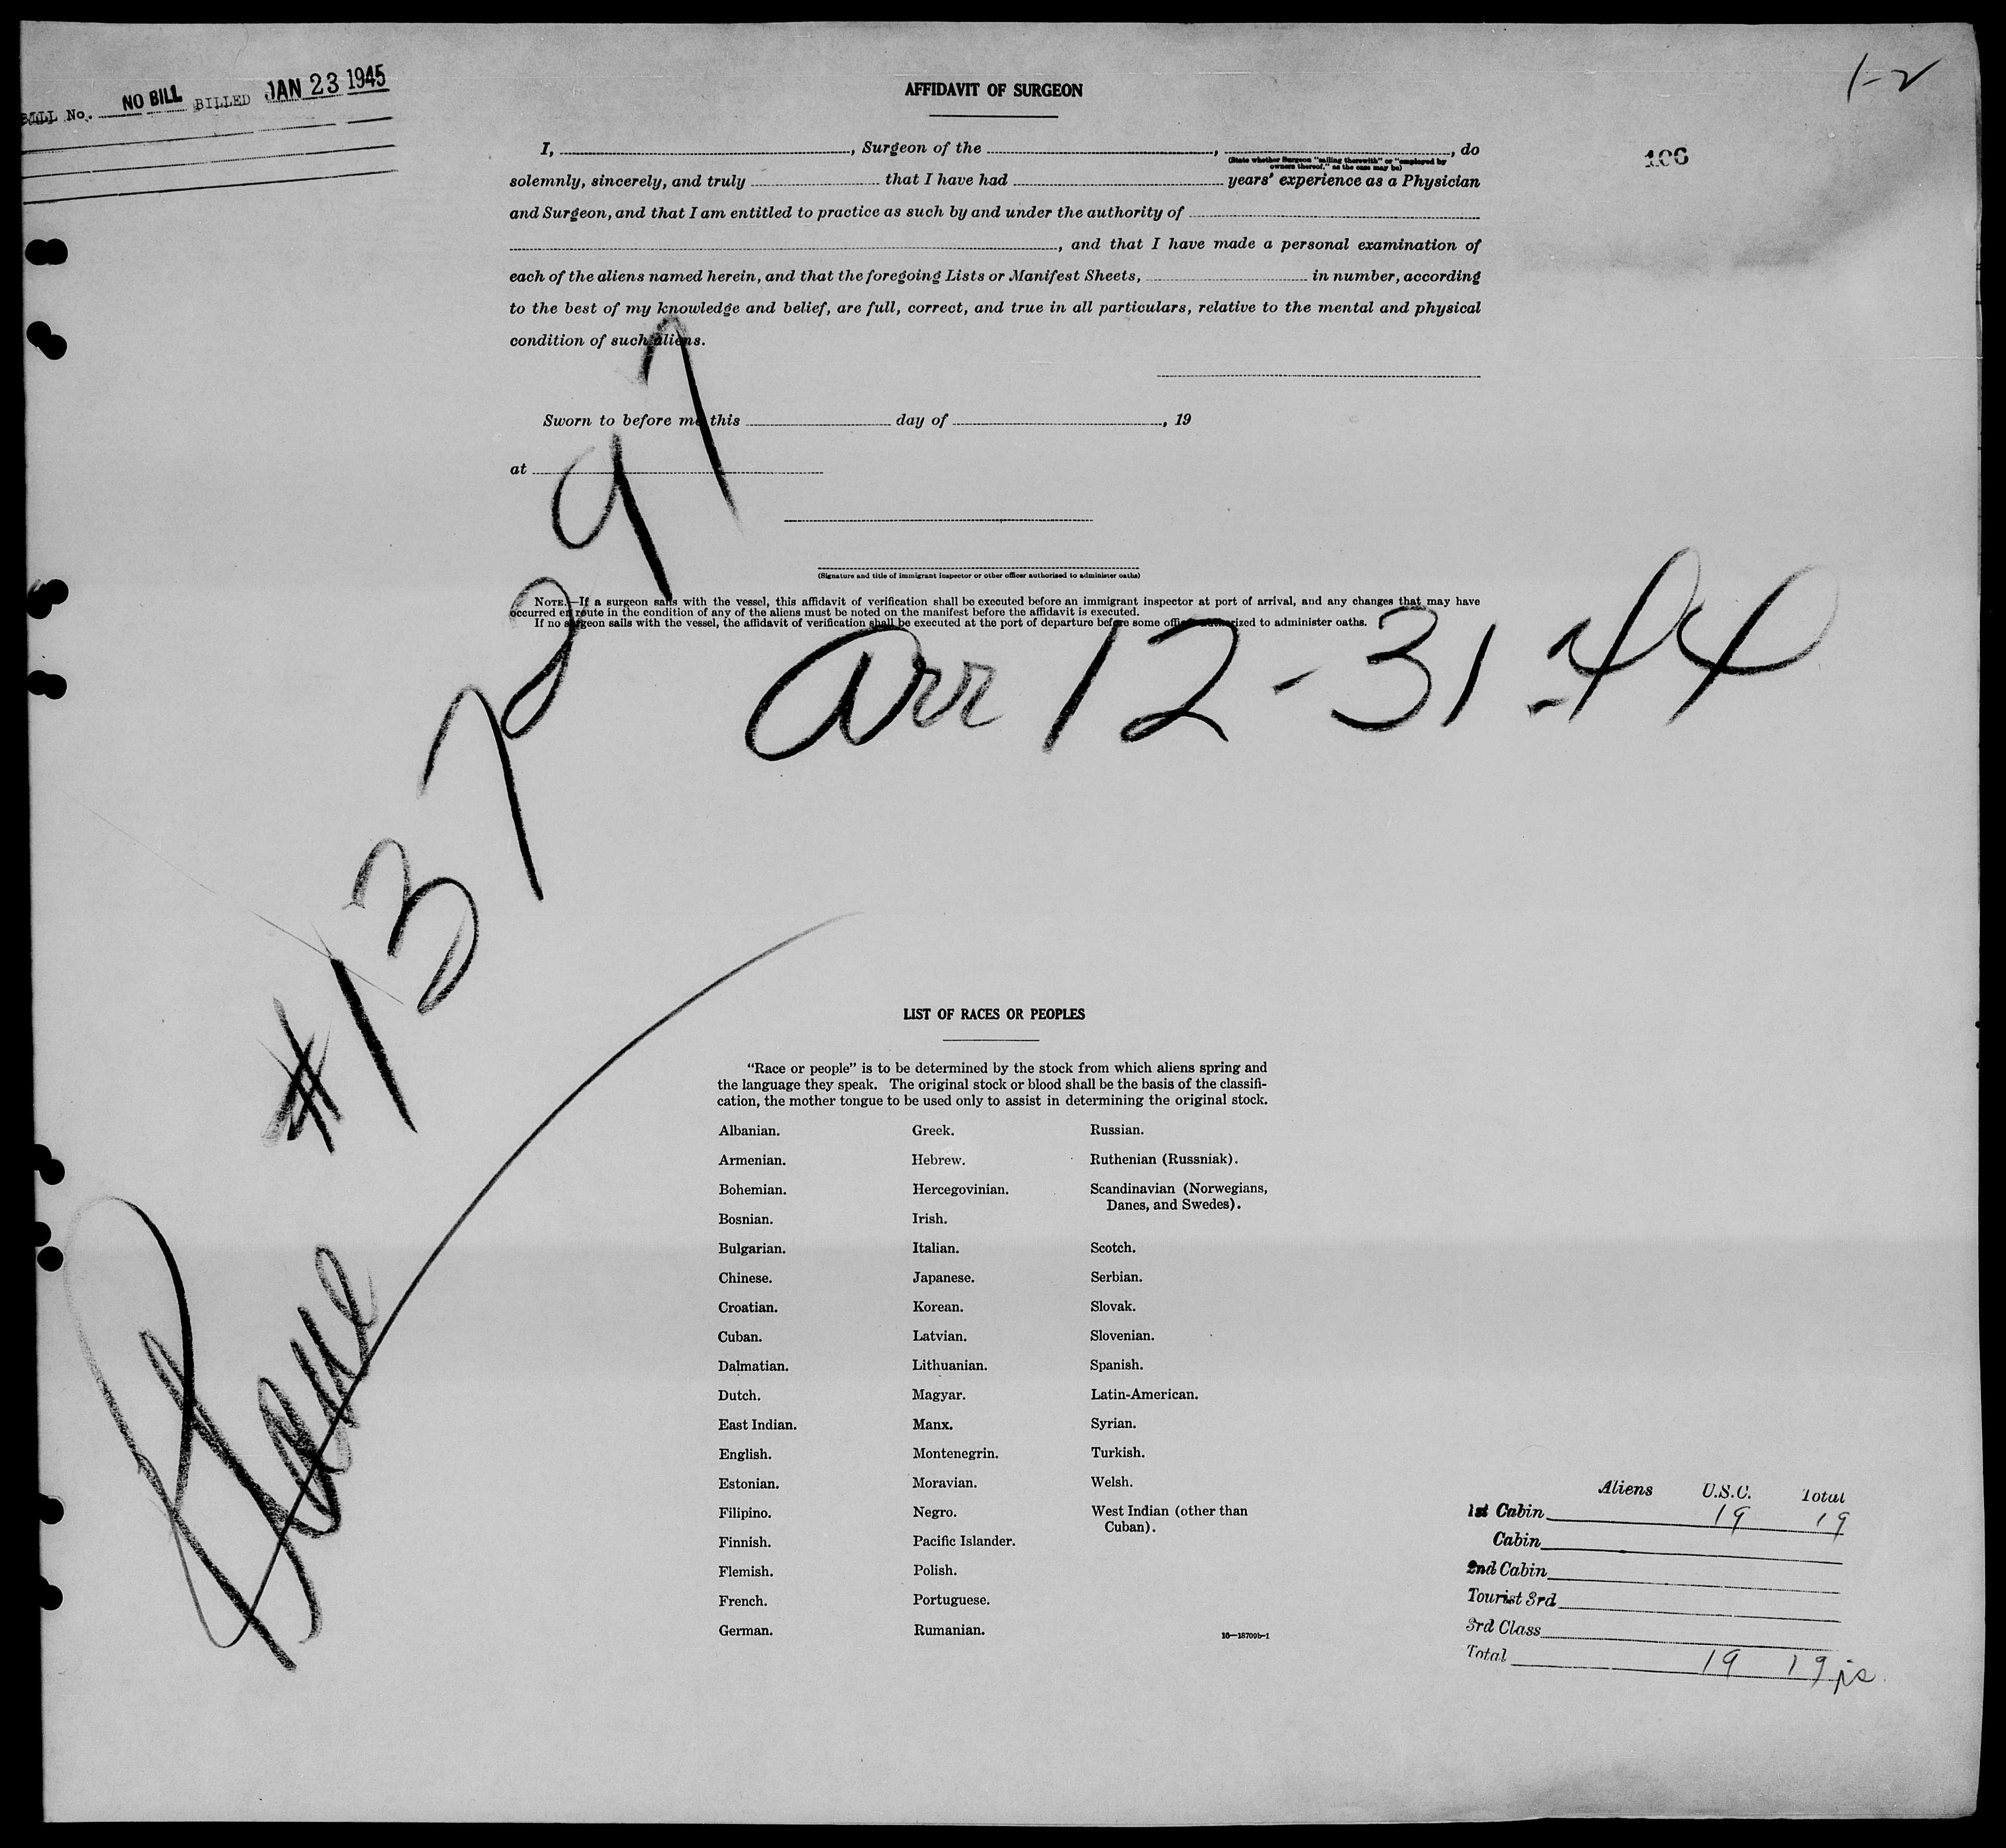 BILL No. NO BILL BILLED JAN 23 1945
1-2
106
AFFIDAVIT OF SURGEON
I, , Surgeon of the , , do
(State whether Surgeon "sailing therewith" or "employed by
owners thereof," as the case may be)
solemnly, sincerely, and truly that I have had years' experience as a Physician
and Surgeon, and that I am entitled to practice as such by and under the authority of
, and that I have made a personal examination of
each of the aliens named herein, and that the foregoing Lists or Manifest Sheets, in number, according
to the best of my knowledge and belief, are full, correct, and true in all particulars, relative to the mental and physical
condition of such aliens.
Sworn to before me this day of , 19
at
(Signature and title of immigrant inspector or other officer authorized to administer oaths)
NOTE.—If a surgeon sails with the vessel, this affidavit of verification shall be executed before an immigrant inspector at port of arrival, and any changes that may have
occurred en route in the condition of any of the aliens must be noted on the manifest before the affidavit is executed.
If no surgeon sails with the vessel, the affidavit of verification shall be executed at the port of departure before some officer authorized to administer oaths.
Arr 12-31-44
Plane
LIST OF RACES OR PEOPLES
"Race or people" is to be determined by the stock from which aliens spring and
the language they speak. The original stock or blood shall be the basis of the classifi-
cation, the mother tongue to be used only to assist in determining the original stock.
Albanian.
Armenian.
Bohemian.
Bosnian.
Bulgarian.
Chinese.
Croatian.
Cuban.
Dalmatian.
Dutch.
East Indian.
English.
Estonian.
Filipino.
Finnish.
Flemish.
French.
German.
Greek.
Hebrew.
Hercegovinian.
Irish.
Italian.
Japanese.
Korean.
Latvian.
Lithuanian.
Magyar.
Manx.
Montenegrin.
Moravian.
Negro.
Pacific Islander.
Polish.
Portuguese.
Rumanian.
Russian.
Ruthenian (Russniak).
Scandinavian (Norwegians,
Danes, and Swedes).
Scotch.
Serbian.
Slovak.
Slovenian.
Spanish.
Latin-American.
Syrian.
Turkish.
Welsh.
West Indian (other than
Cuban).
16—18709b-1
Aliens U.S.C. Total
1st Cabin 19 19
Cabin
2nd Cabin
Tourist 3rd
3rd Class
Total 19 19